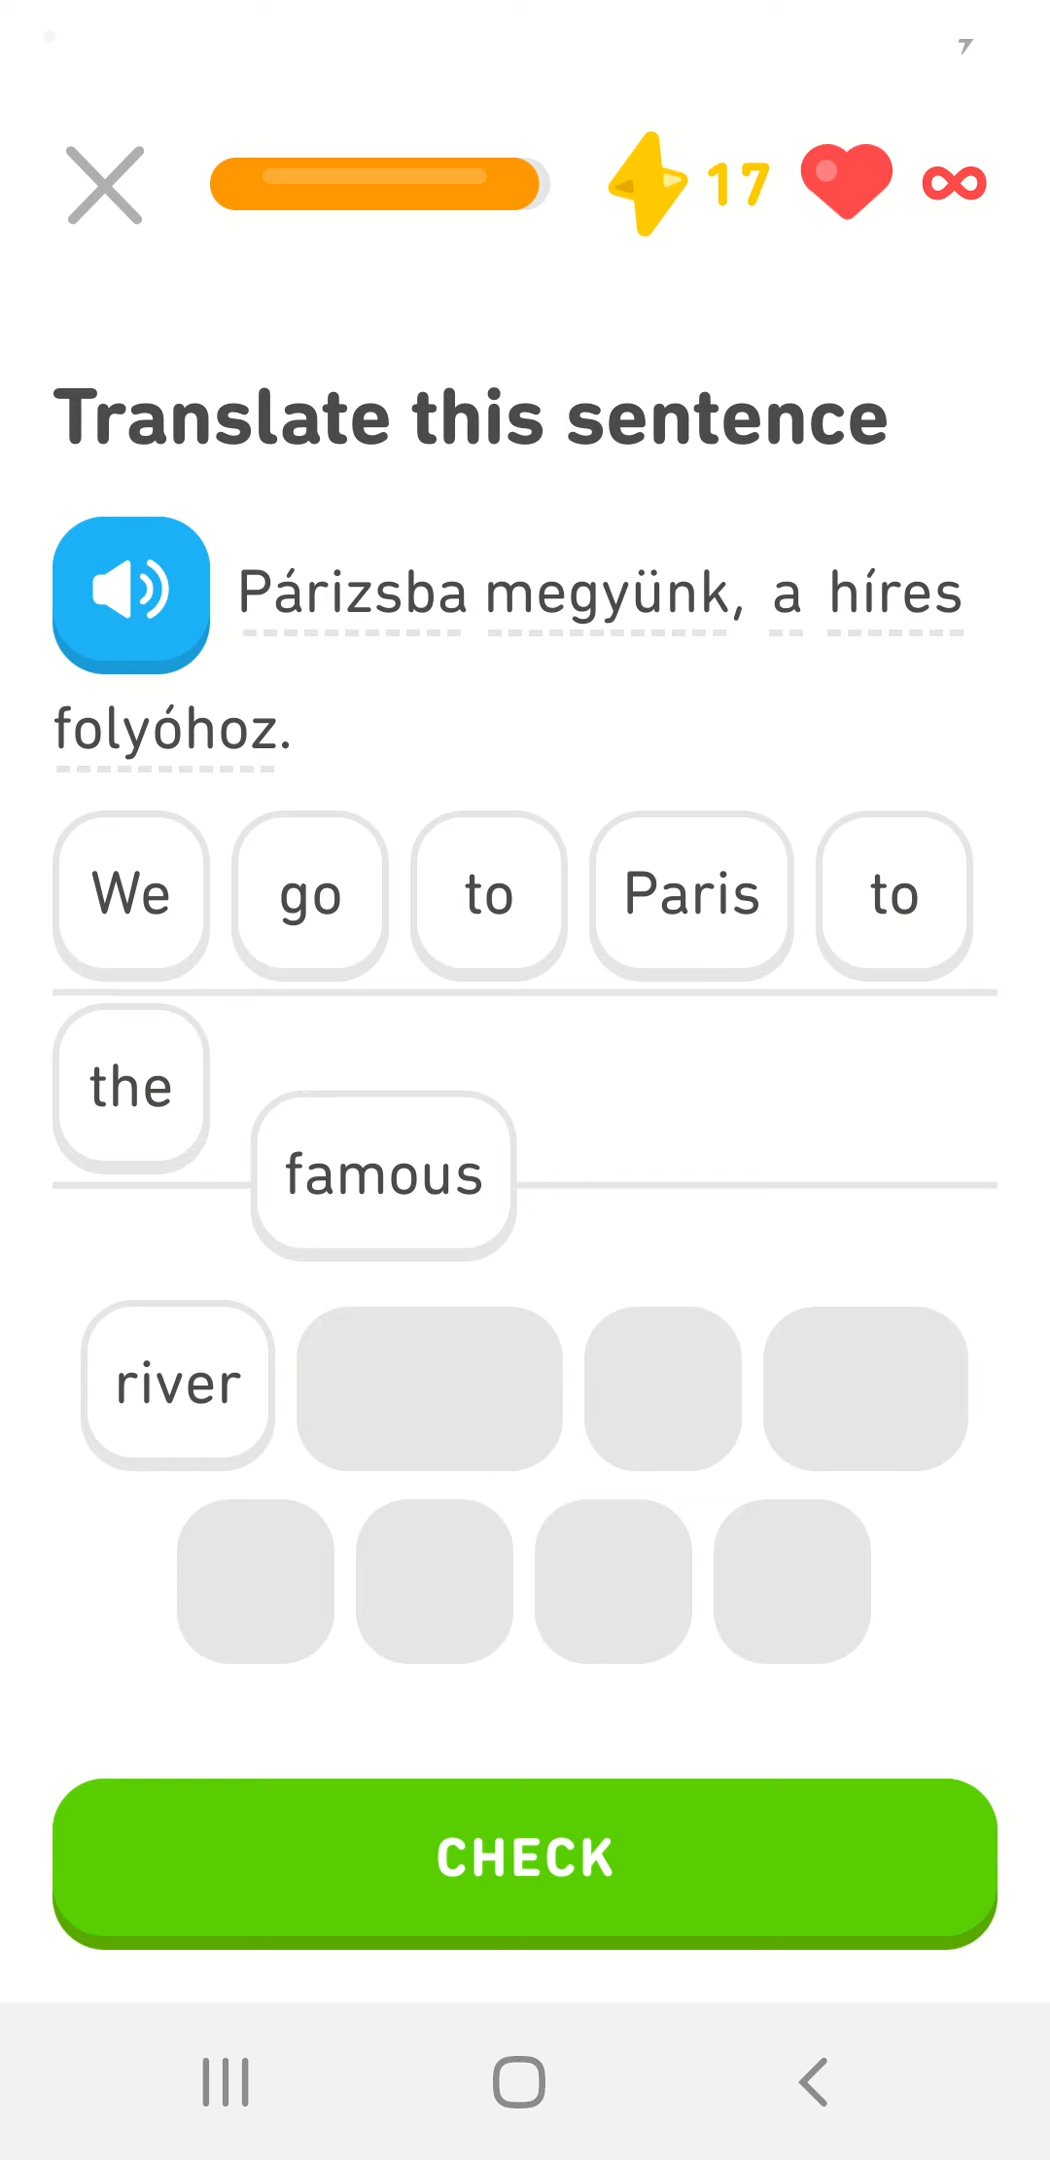 17
Translate this sentence
Párizsba megyünk, a híres
folyóhoz.
We go to Paris to
the
famous
river
CHECK